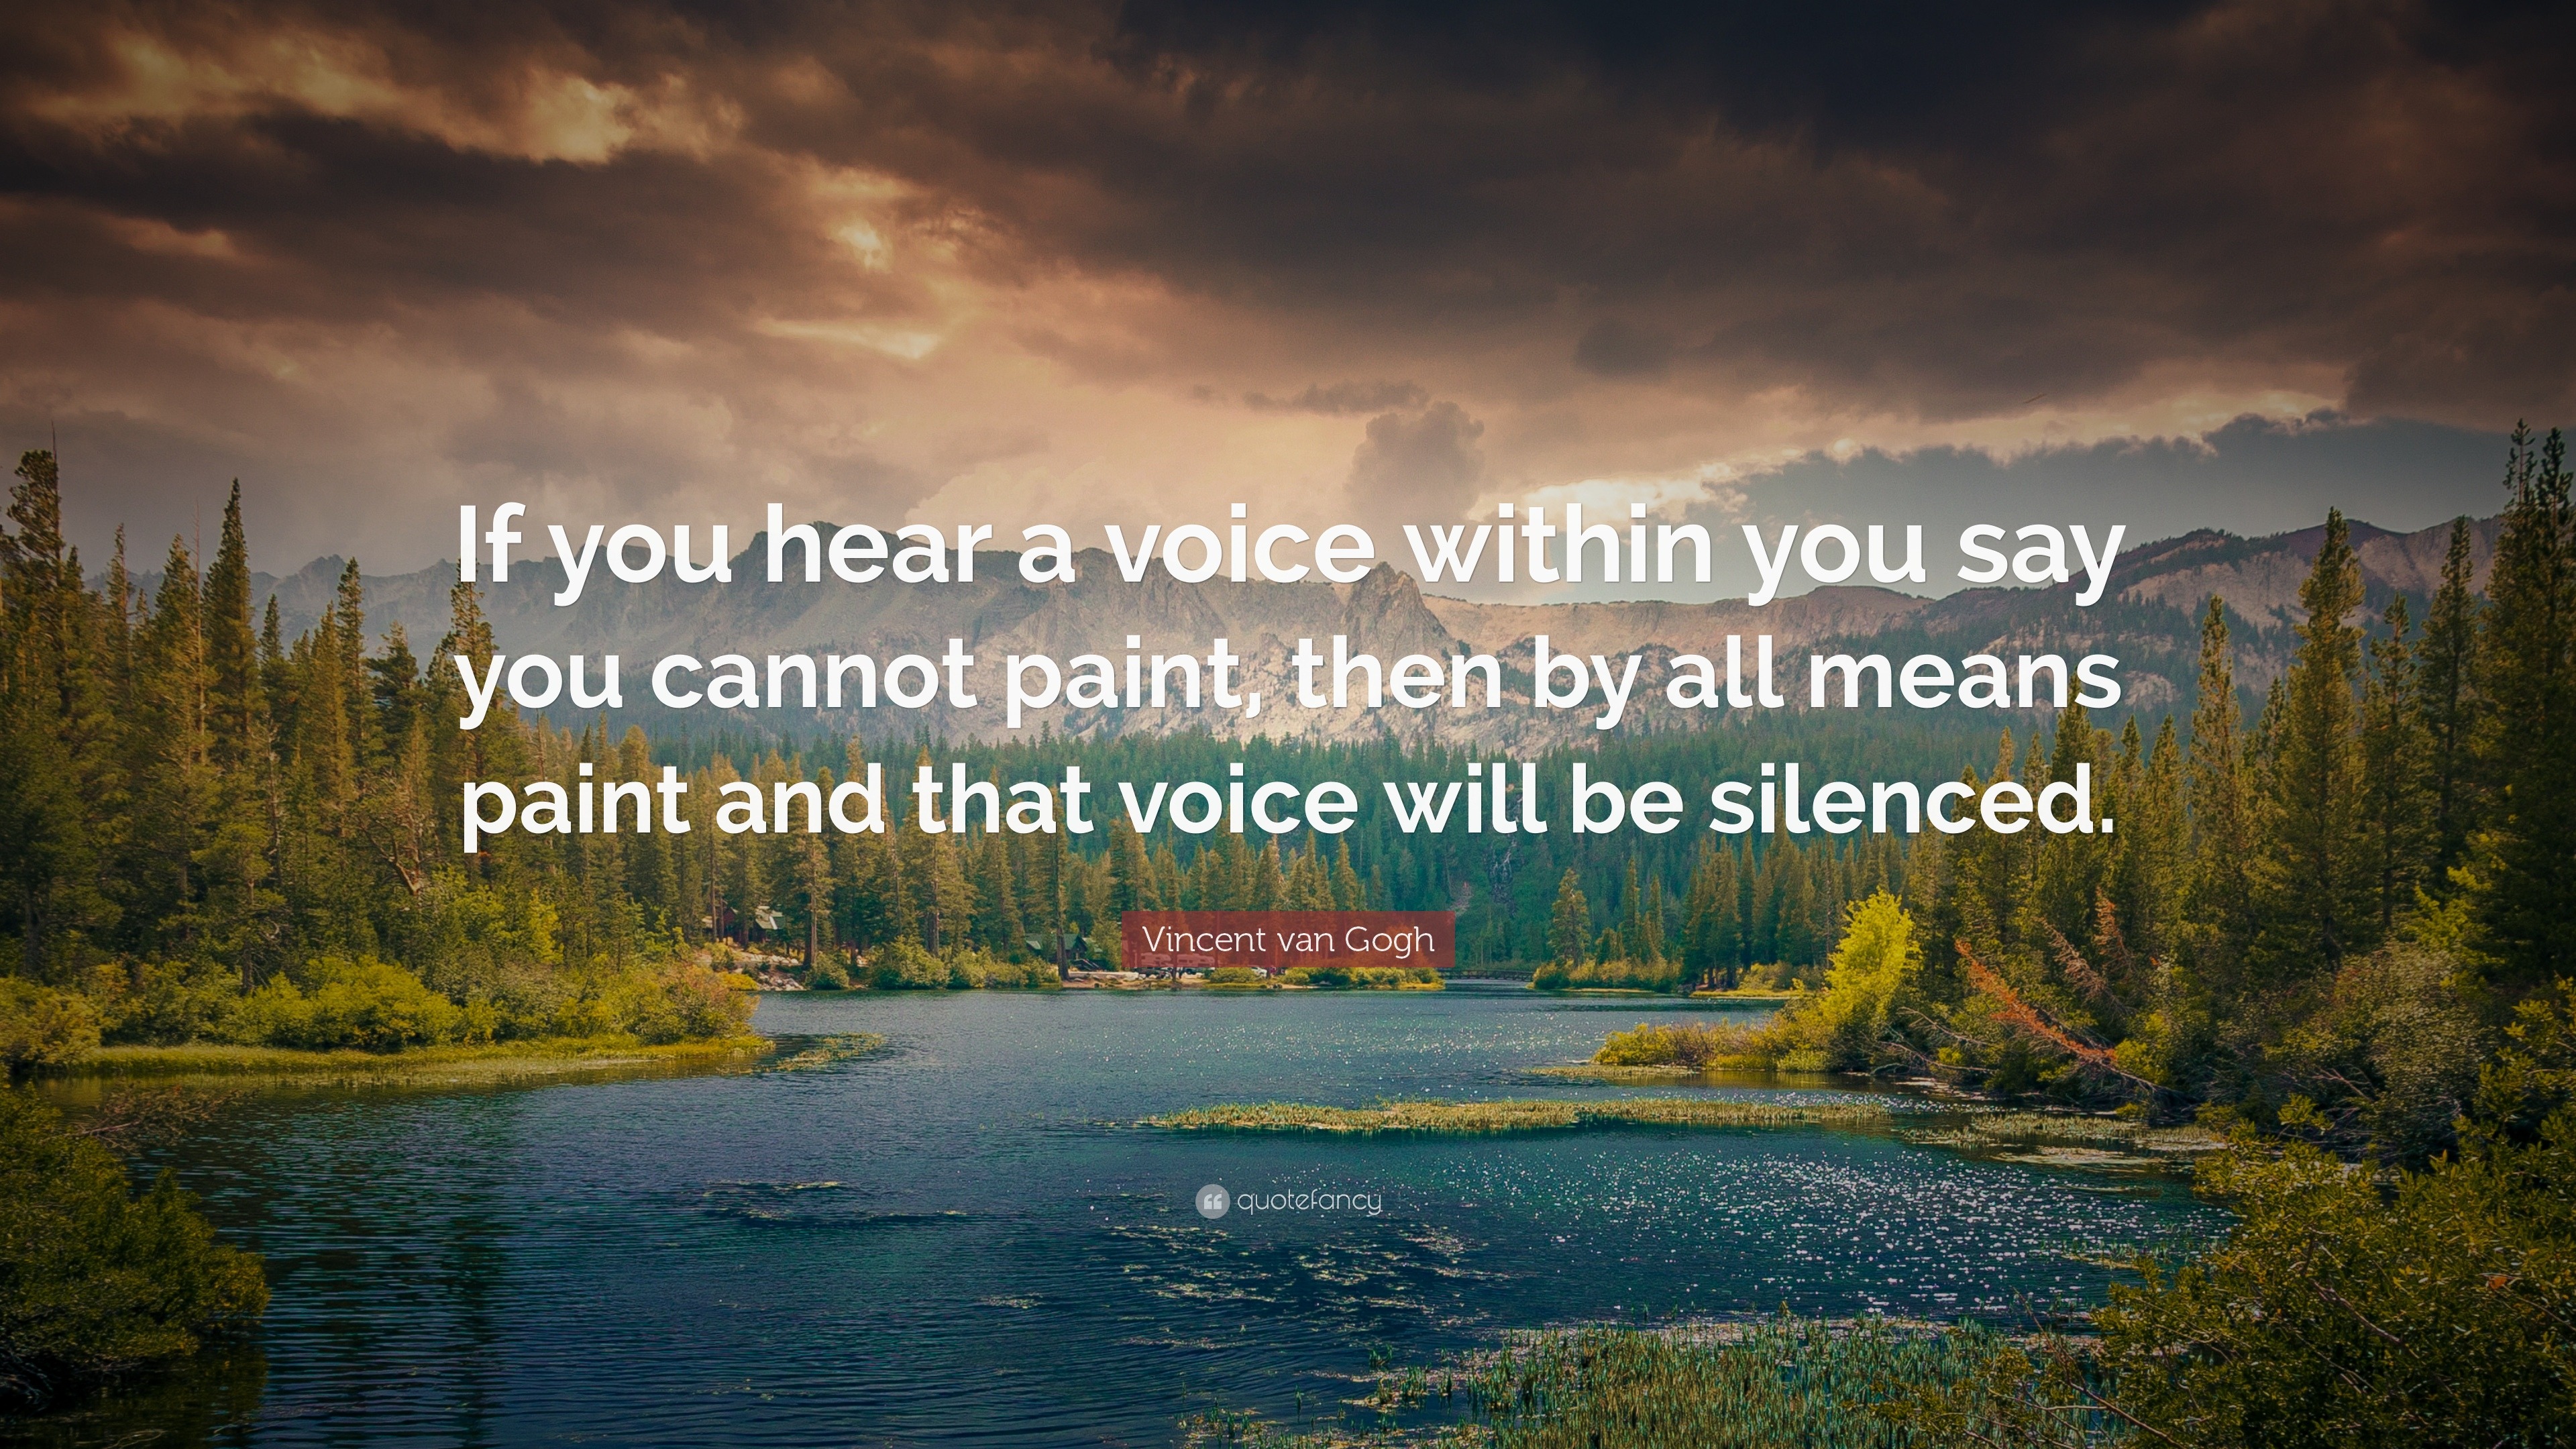 If you hear a voice within you say
you cannot paint, then by all means
paint and that voice will be silenced.
Vincent van Gogh
quotefancy